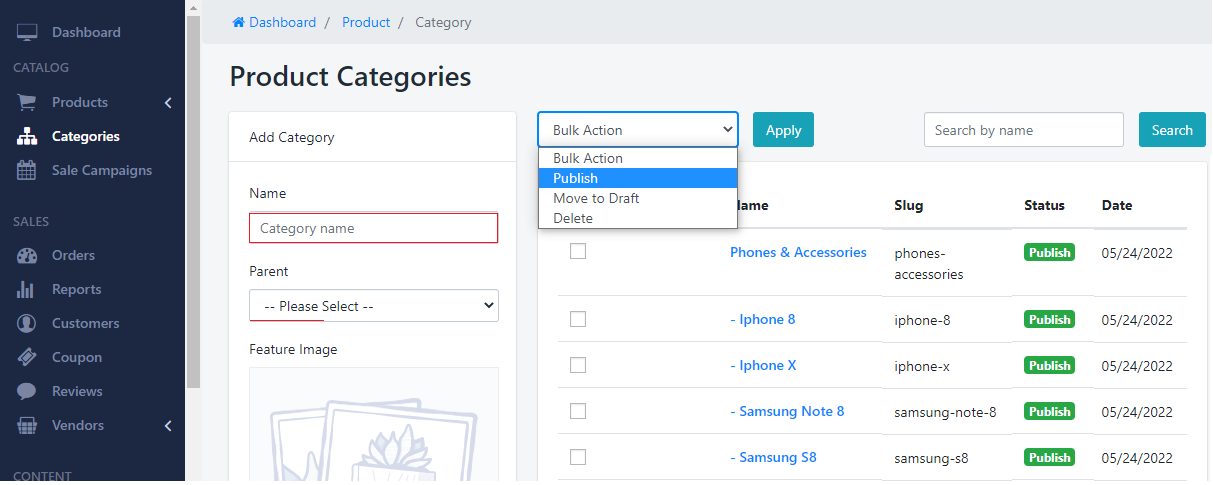 Dashboard
CATALOG
Products
Categories
Sale Campaigns
SALES
Orders
Reports
Customers
Coupon
Reviews
Vendors
CONTENT
Dashboard / Product / Category
Product Categories
Add Category
Name
Category name
Parent
-- Please Select --
Feature Image
Bulk Action Apply Search by name Search
Bulk Action
Publish
Move to Draft
Delete
Name Slug Status Date
Phones & Accessories phones-accessories Publish 05/24/2022
- Iphone 8 iphone-8 Publish 05/24/2022
- Iphone X iphone-x Publish 05/24/2022
- Samsung Note 8 samsung-note-8 Publish 05/24/2022
- Samsung S8 samsung-s8 Publish 05/24/2022